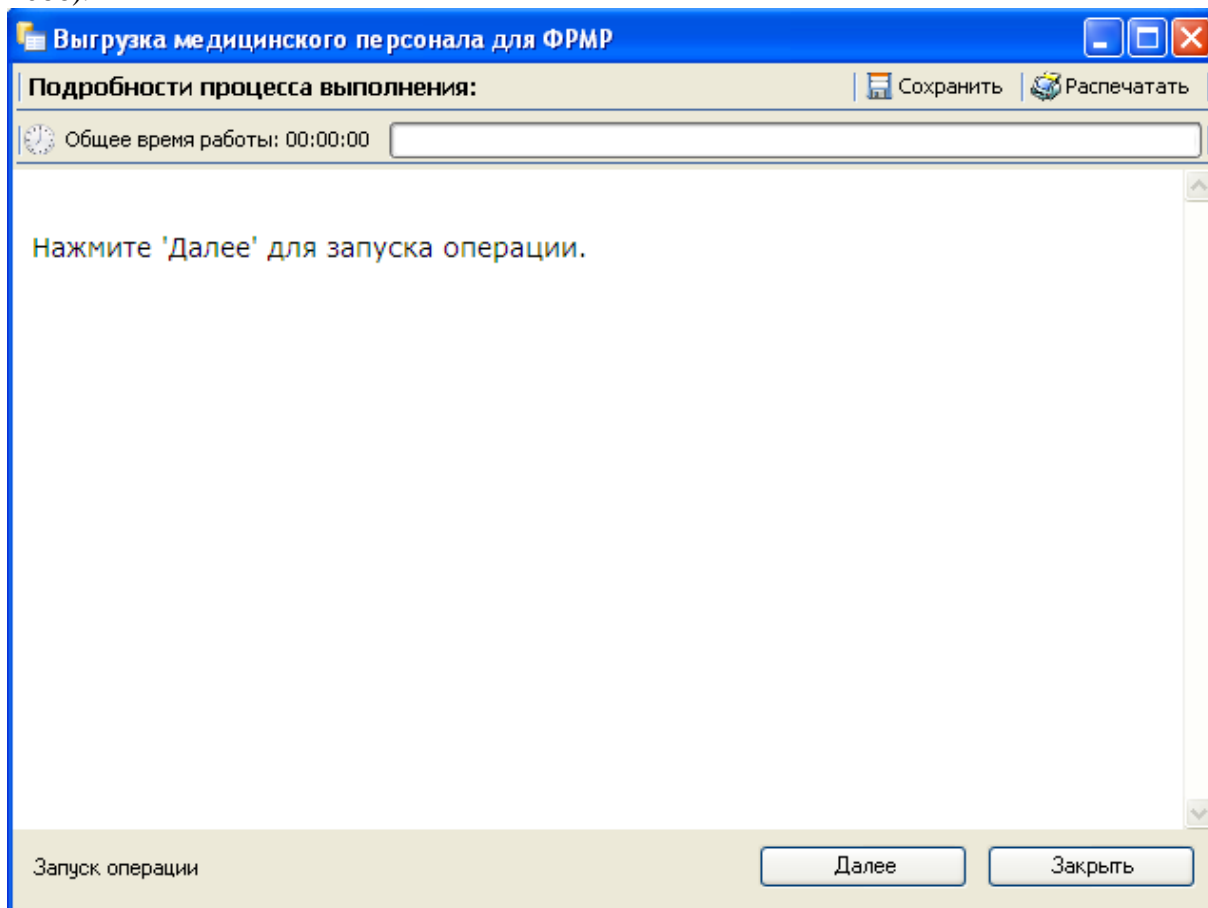 Выгрузка медицинского персонала для ФРМР
Подробности процесса выполнения:
Сохранить
Распечатать
Общее время работы: 00:00:00
Нажмите 'Далее' для запуска операции.
Запуск операции
Далее
Закрыть